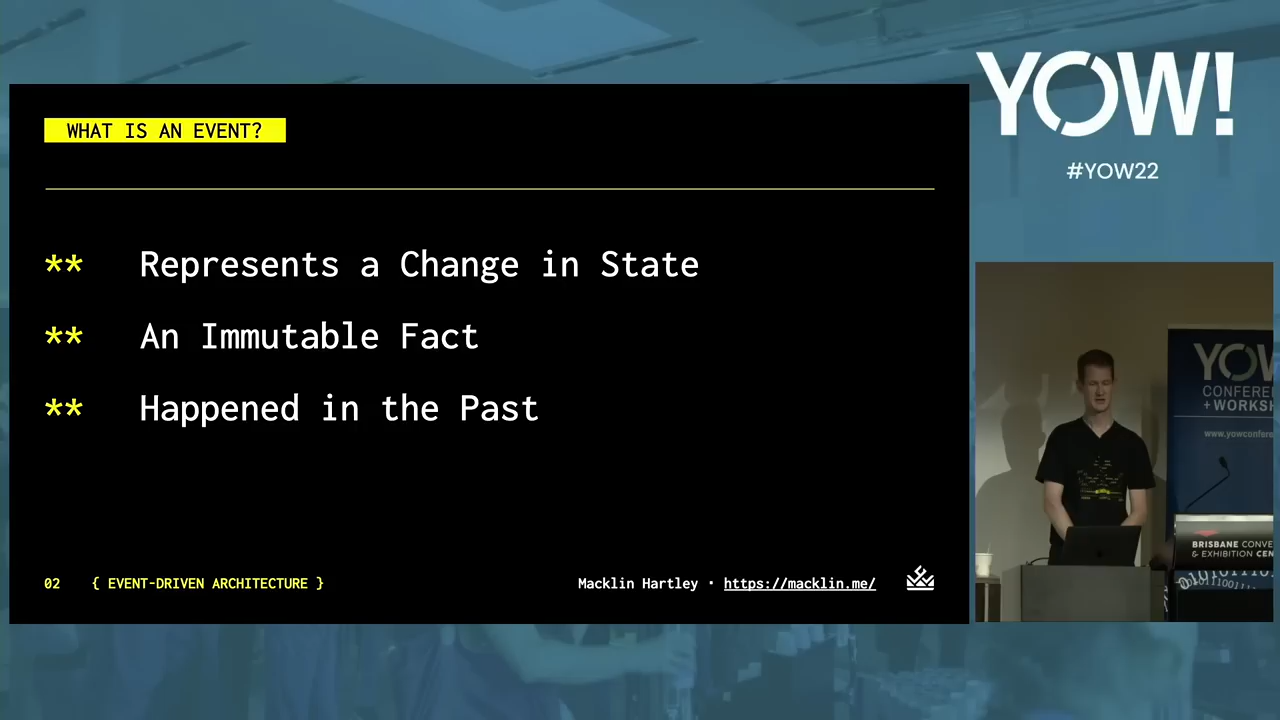 WHAT IS AN EVENT?
** Represents a Change in State
** An Immutable Fact
** Happened in the Past
02 { EVENT-DRIVEN ARCHITECTURE }
Macklin Hartley · https://macklin.me/
YOW!
#YOW22
YOW
CONFEREN
+WORKSH
www.yowconfere
BRISBANE CONVE
& EXHIBITION CEN